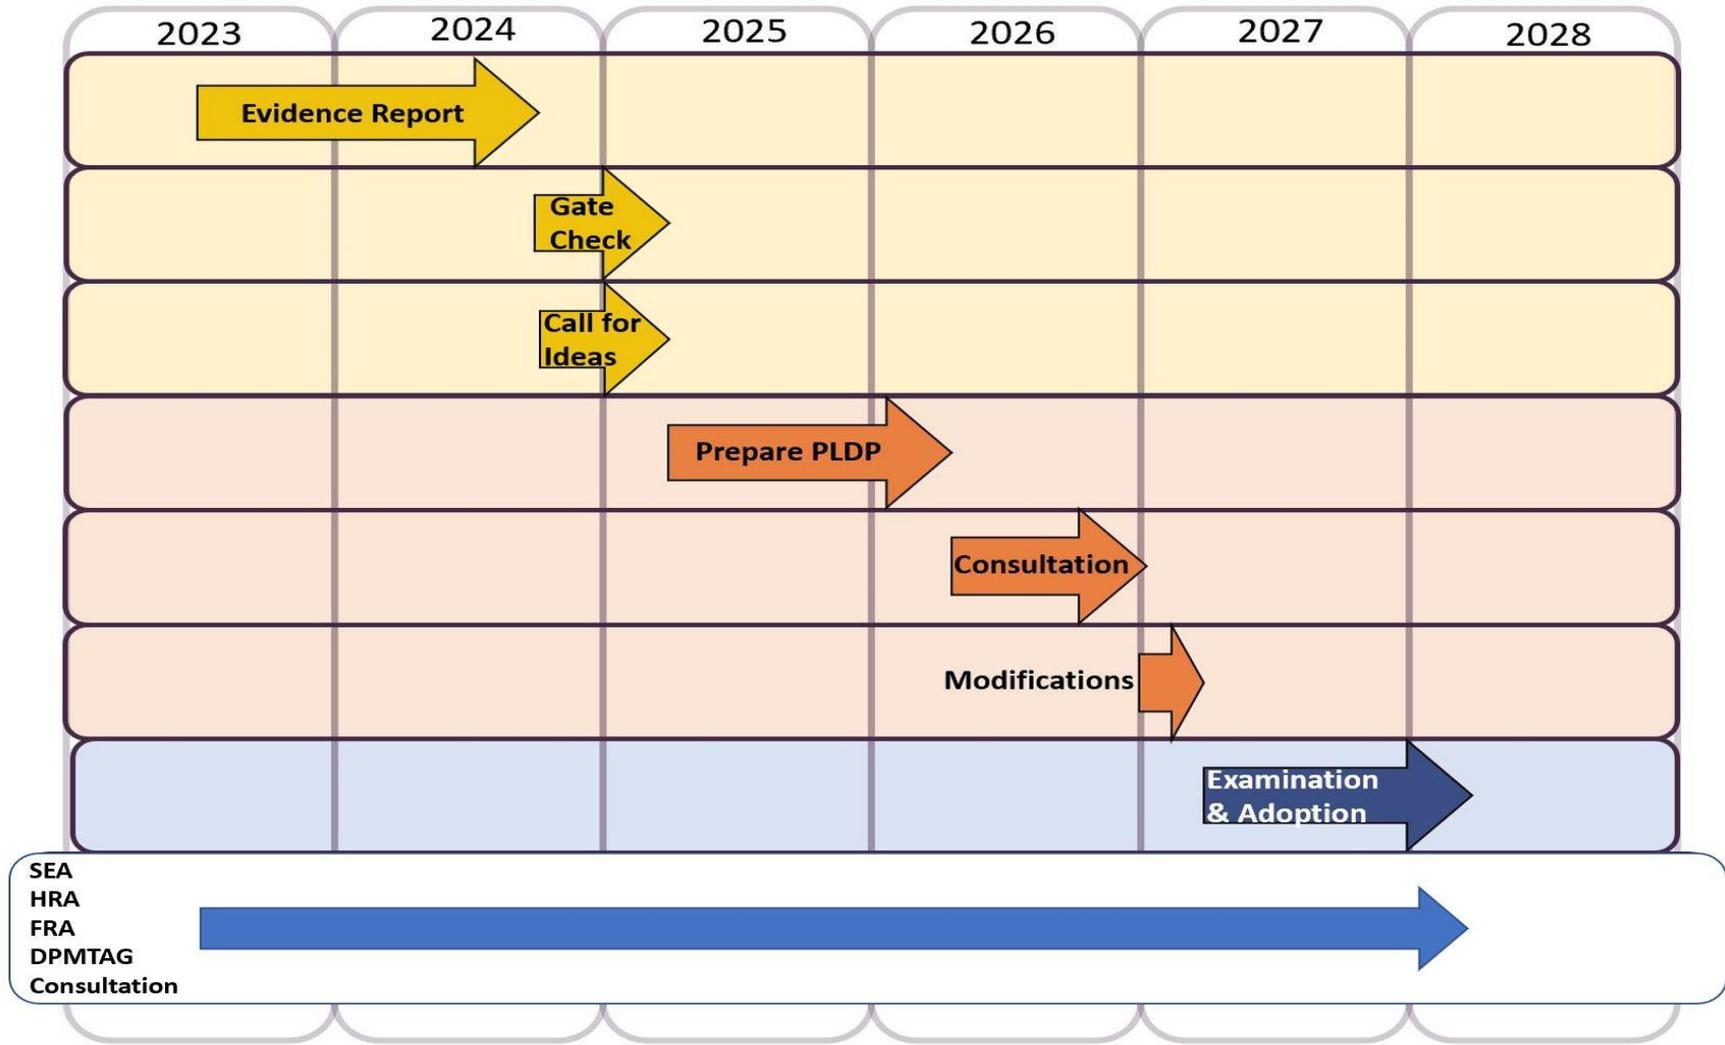 2023 2024 2025 2026 2027 2028
Evidence Report
Gate
Check
Call for
Ideas
Prepare PLDP
Consultation
Modifications
Examination
& Adoption
SEA
HRA
FRA
DPMTAG
Consultation